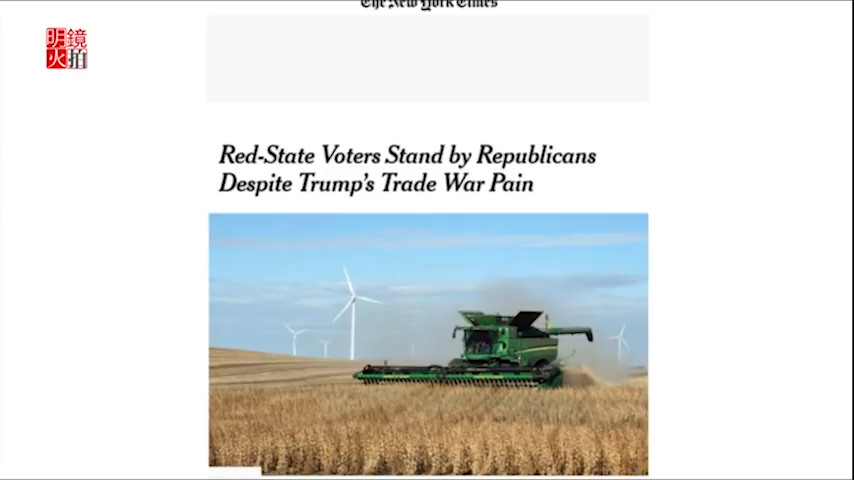 The New York Times
明鏡
火拍
Red-State Voters Stand by Republicans
Despite Trump's Trade War Pain